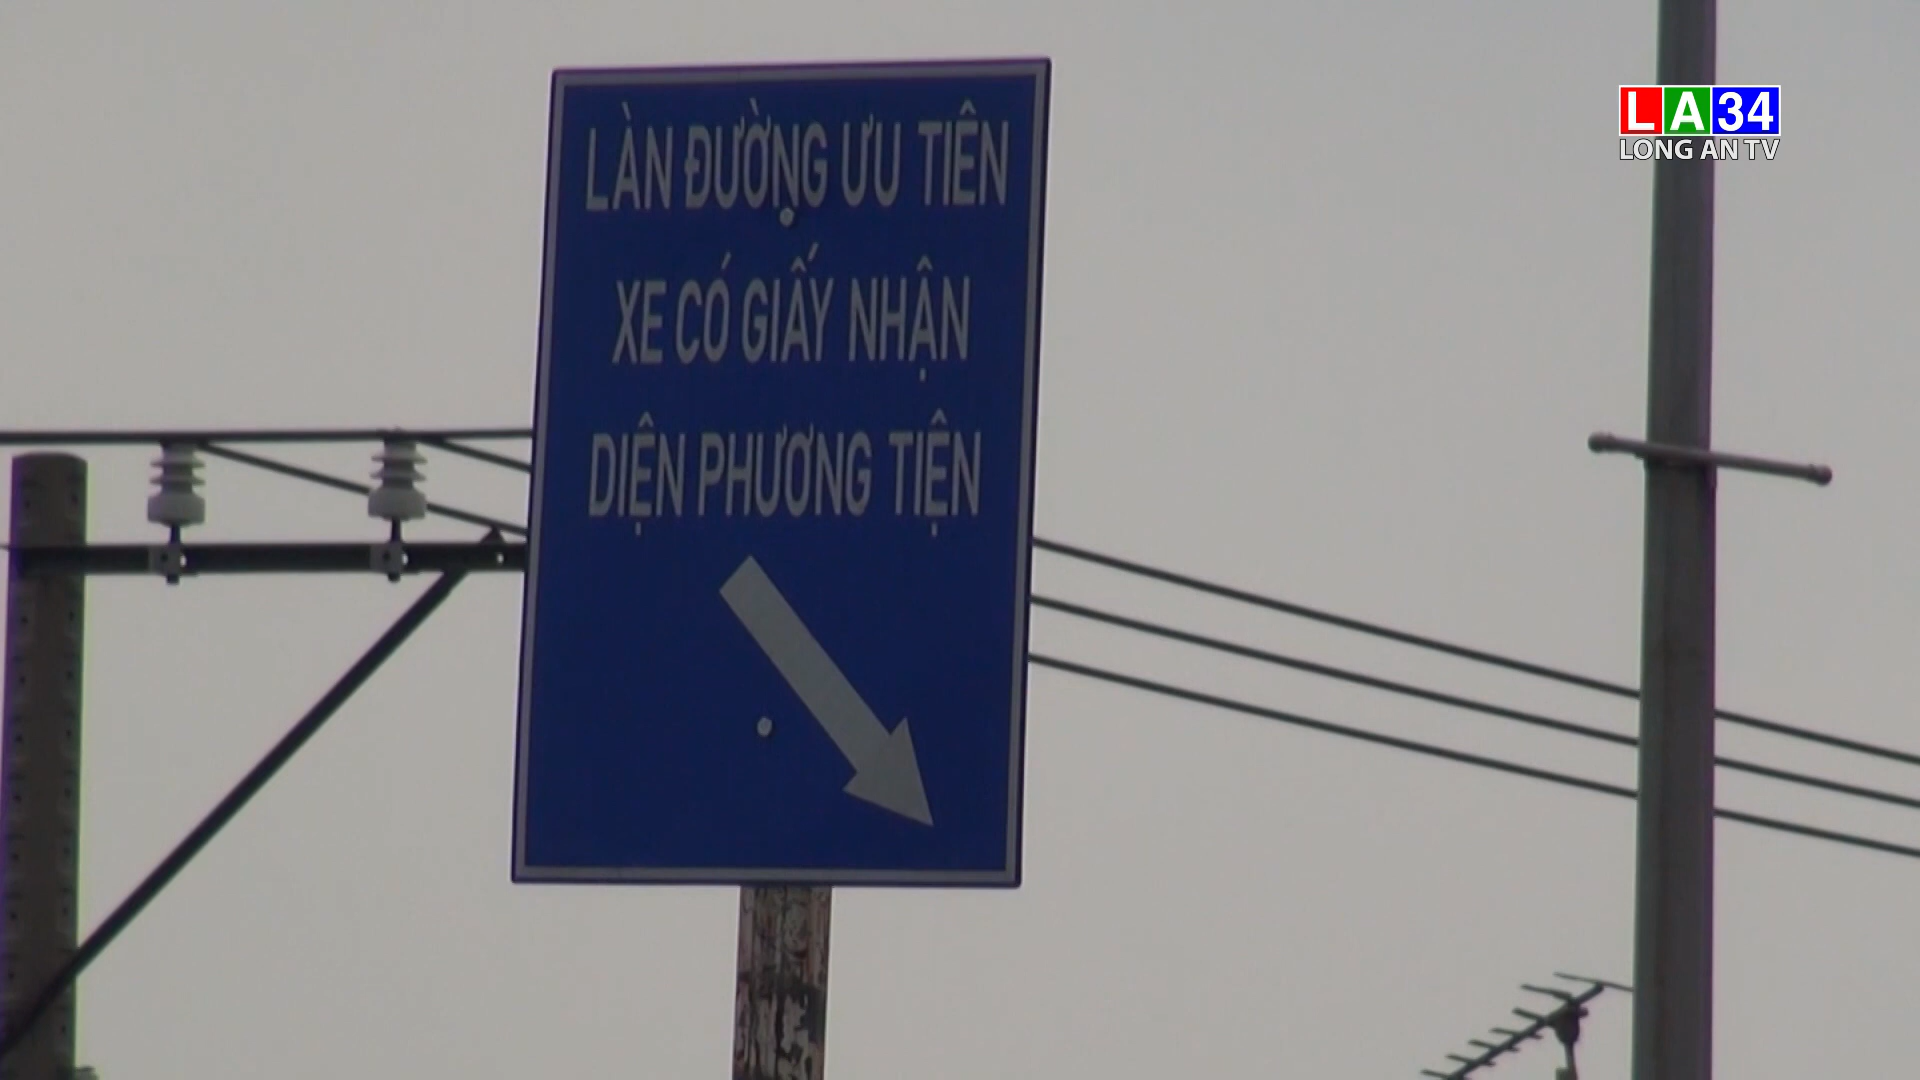 LÀN ĐƯỜNG ƯU TIÊN
XE CÓ GIẤY NHẬN
DIỆN PHƯƠNG TIỆN
LA34
LONG AN TV